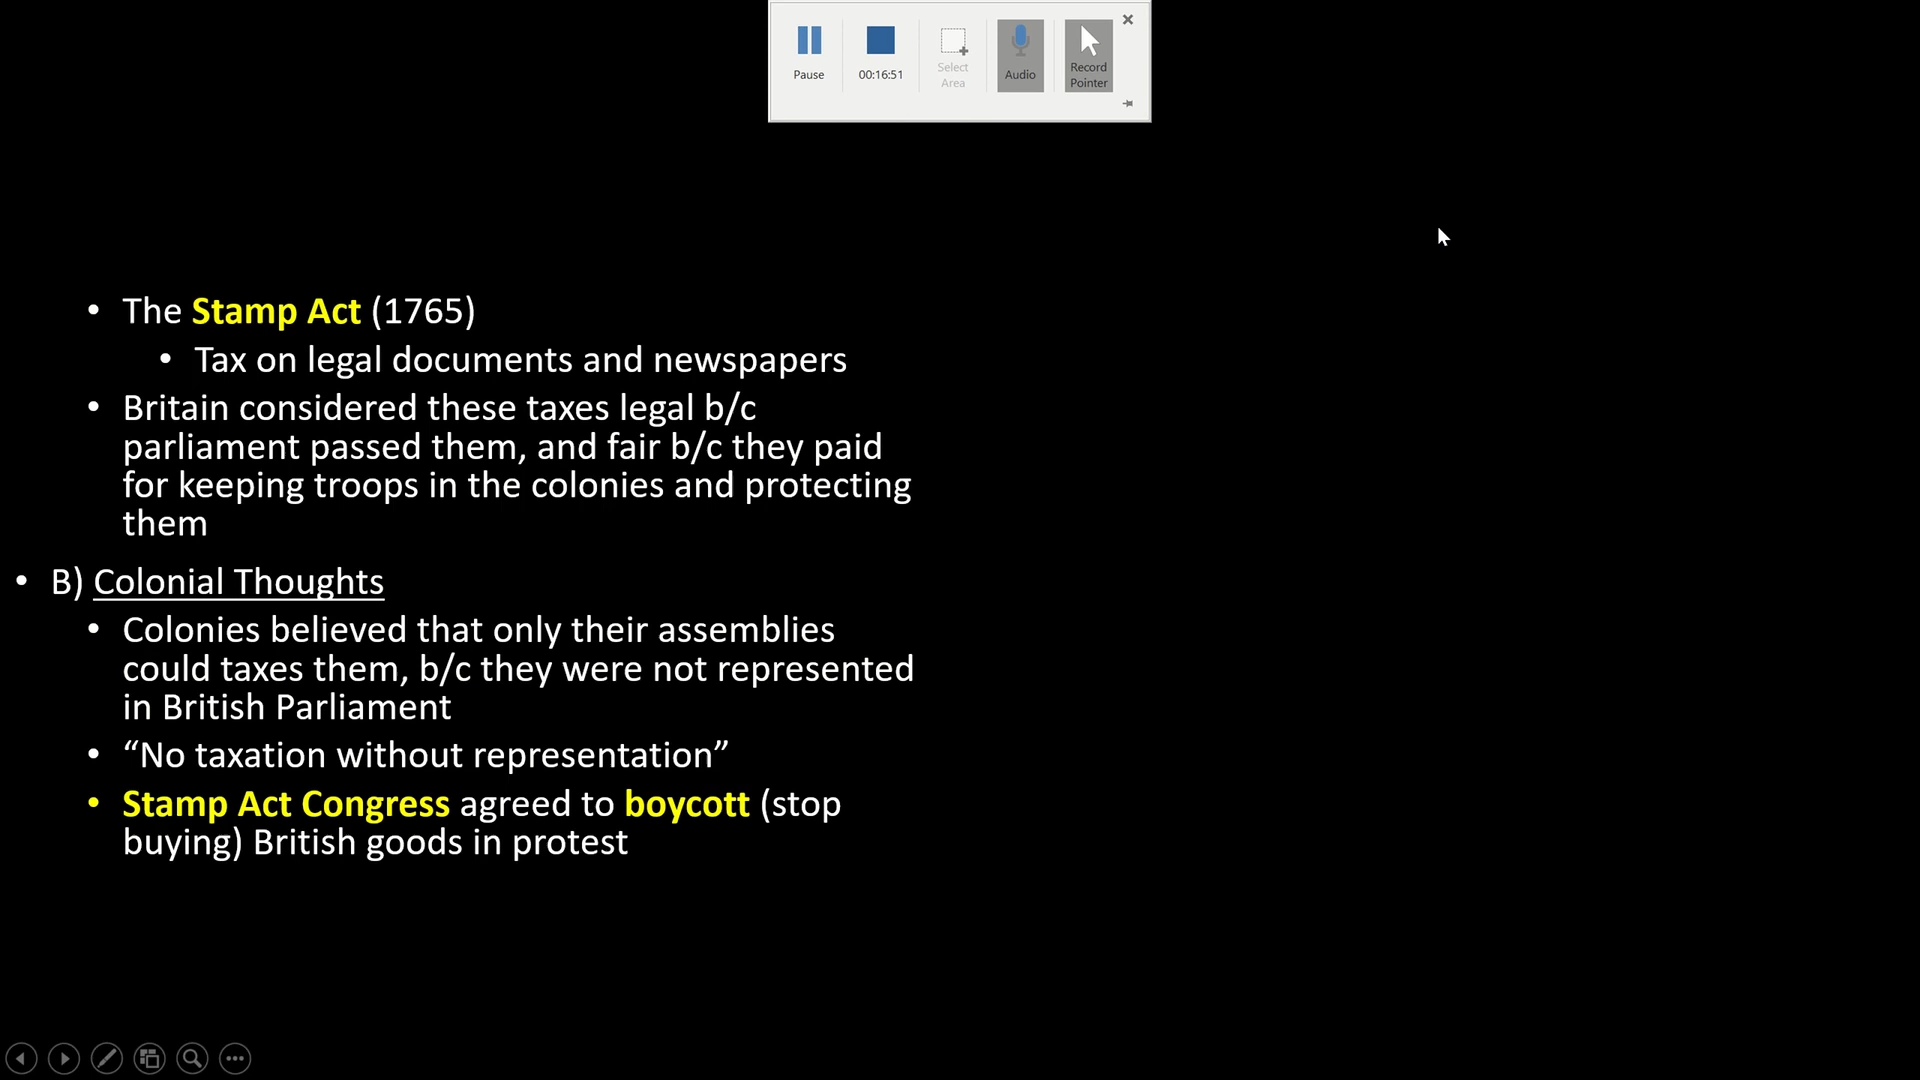 Pause
00:16:51
Select
Area
Audio
Record
Pointer
• The Stamp Act (1765)
• Tax on legal documents and newspapers
• Britain considered these taxes legal b/c
parliament passed them, and fair b/c they paid
for keeping troops in the colonies and protecting
them
• B) Colonial Thoughts
• Colonies believed that only their assemblies
could taxes them, b/c they were not represented
in British Parliament
• “No taxation without representation”
• Stamp Act Congress agreed to boycott (stop
buying) British goods in protest